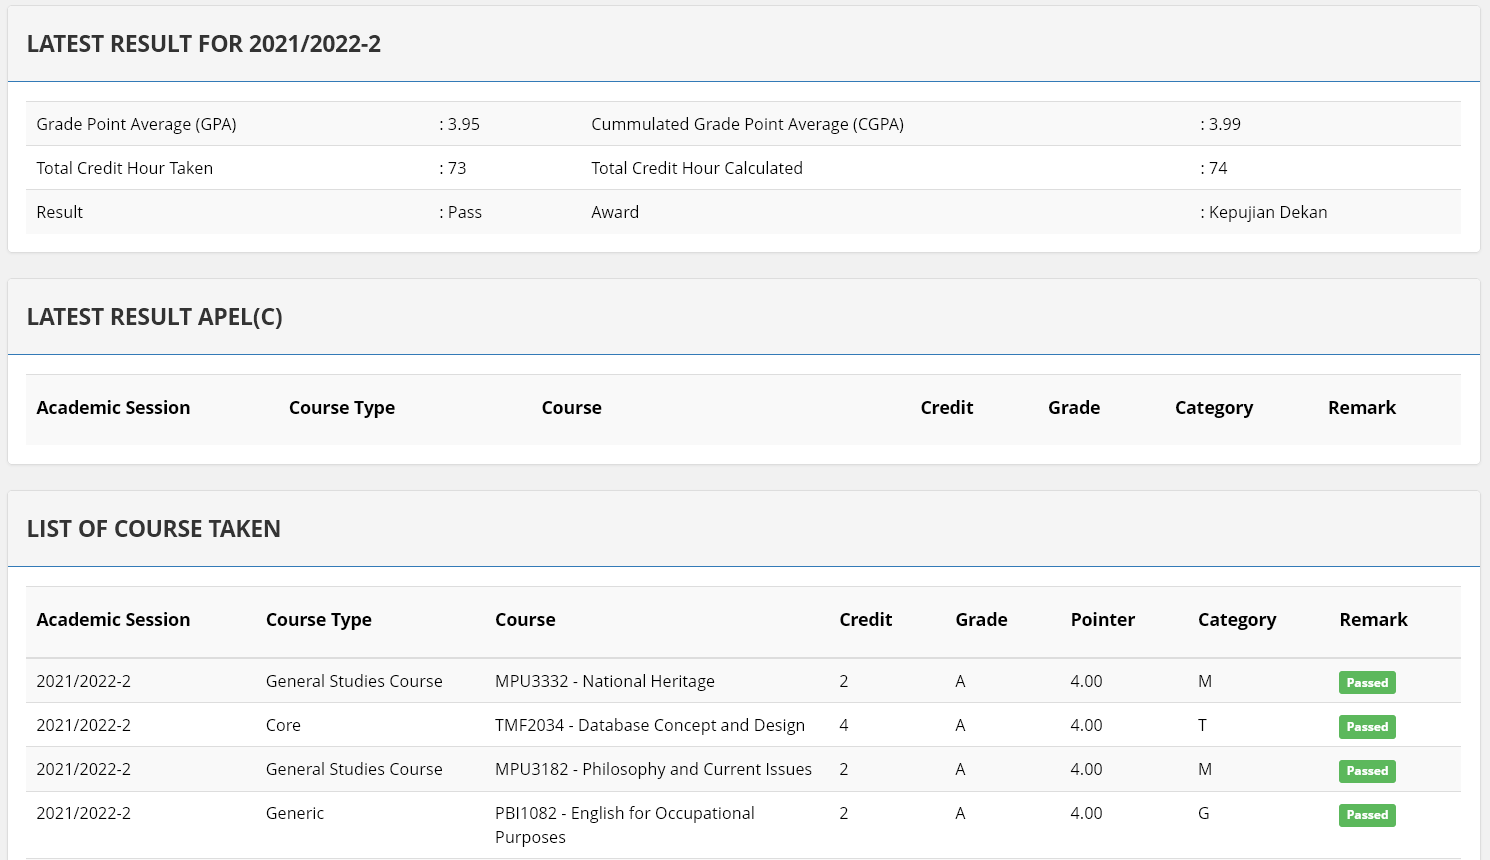 LATEST RESULT FOR 2021/2022-2
Grade Point Average (GPA) : 3.95 Cummulated Grade Point Average (CGPA) : 3.99
Total Credit Hour Taken : 73 Total Credit Hour Calculated : 74
Result : Pass Award : Kepujian Dekan
LATEST RESULT APEL(C)
Academic Session Course Type Course Credit Grade Category Remark
LIST OF COURSE TAKEN
Academic Session Course Type Course Credit Grade Pointer Category Remark
2021/2022-2 General Studies Course MPU3332 - National Heritage 2 A 4.00 M Passed
2021/2022-2 Core TMF2034 - Database Concept and Design 4 A 4.00 T Passed
2021/2022-2 General Studies Course MPU3182 - Philosophy and Current Issues 2 A 4.00 M Passed
2021/2022-2 Generic PBI1082 - English for Occupational 2 A 4.00 G Passed
Purposes